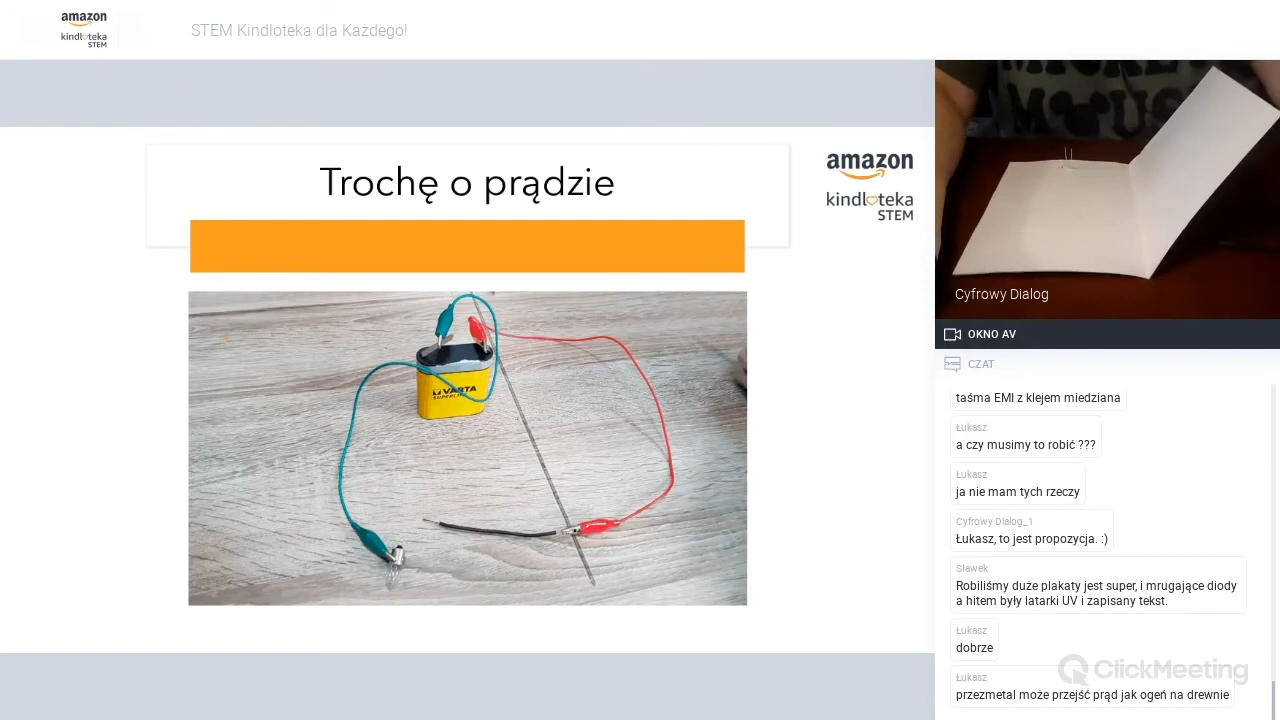 amazon
kindloteka
STEM
STEM Kindloteka dla Każdego!
Trochę o prądzie
amazon
kindloteka
STEM
VARTA
SUPERLIFE
Cyfrowy Dialog
OKNO AV
CZAT
taśma EMI z klejem miedziana
Łukasz
a czy musimy to robić ???
Łukasz
ja nie mam tych rzeczy
Cyfrowy Dialog_1
Łukasz, to jest propozycja. :)
Sławek
Robiliśmy duże plakaty jest super, i mrugające diody
a hitem były latarki UV i zapisany tekst.
Łukasz
dobrze
ClickMeeting
Łukasz
przezmetal może przejść prąd jak ogeń na drewnie